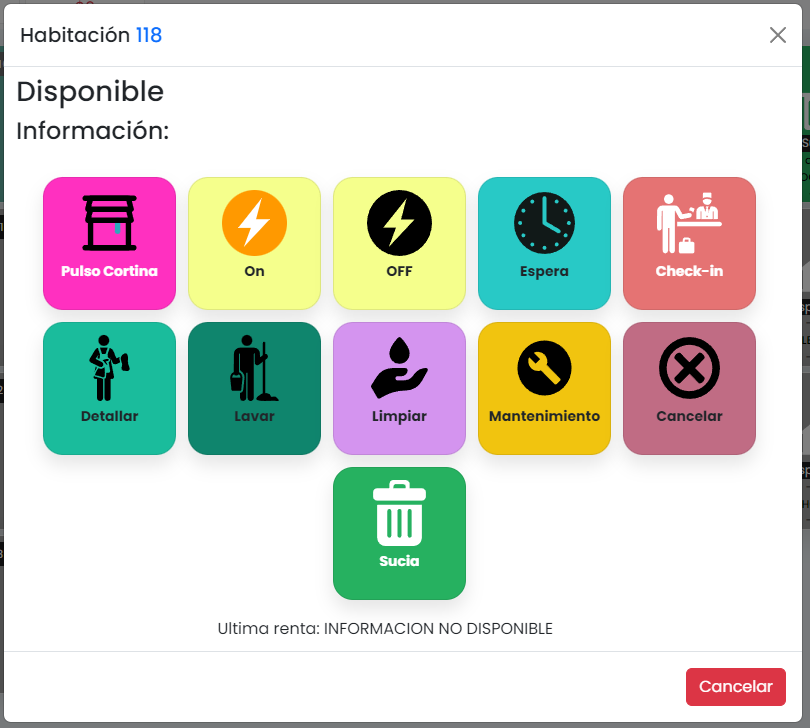 Habitación 118
Disponible
Información:
Pulso Cortina
On
OFF
Espera
Check-in
Detallar
Lavar
Limpiar
Mantenimiento
Cancelar
Sucia
Ultima renta: INFORMACION NO DISPONIBLE
Cancelar